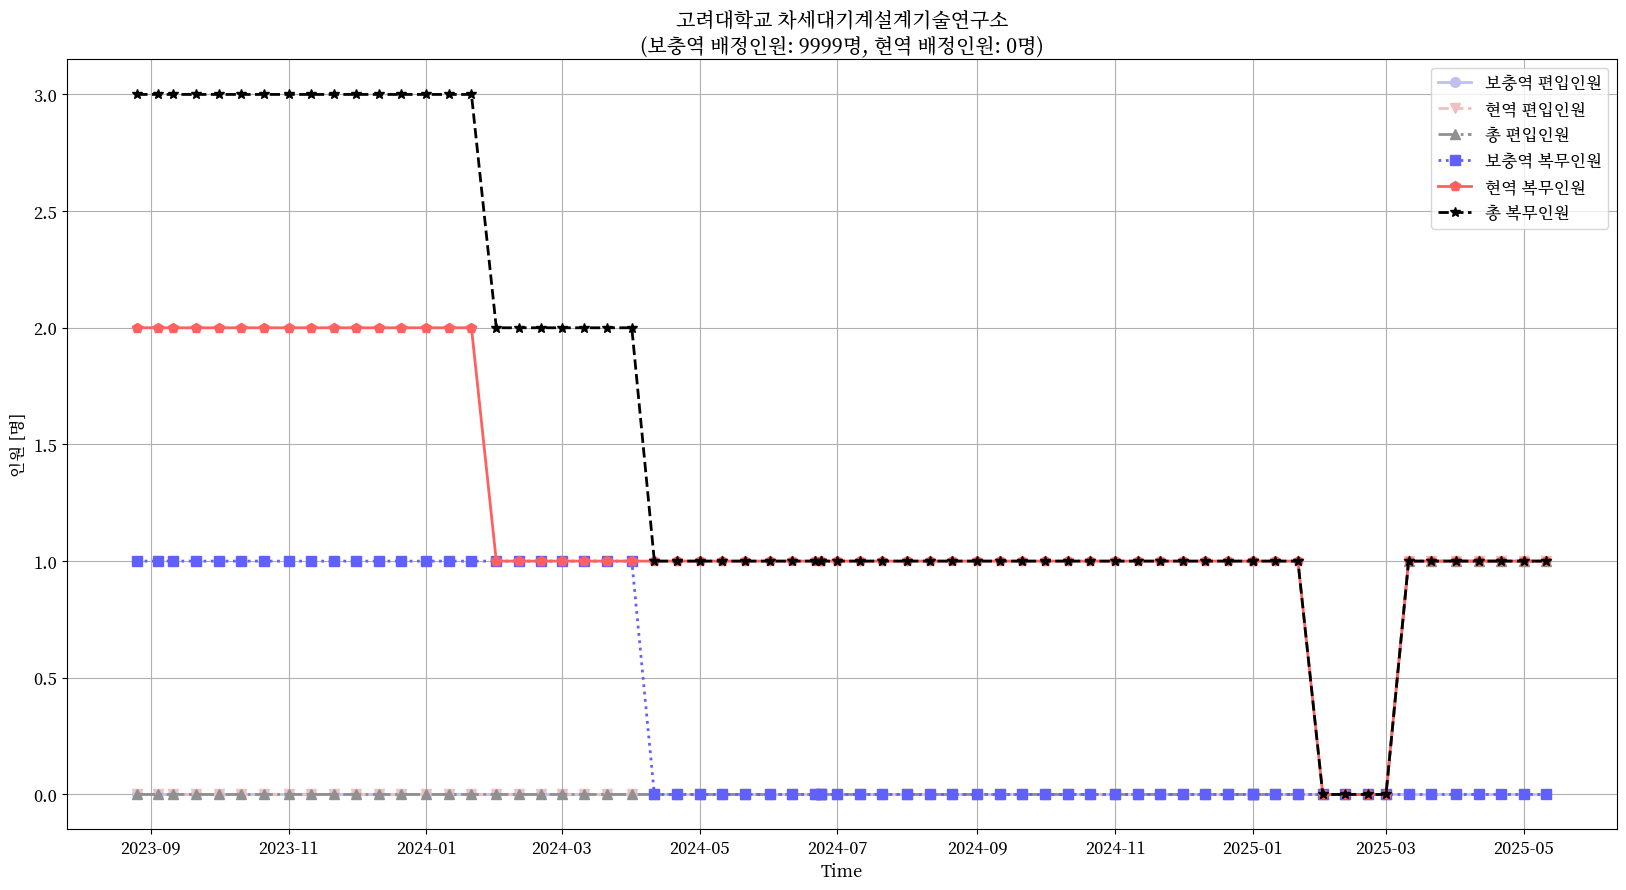 고려대학교 차세대기계설계기술연구소
(보충역 배정인원: 9999명, 현역 배정인원: 0명)
보충역 편입인원
현역 편입인원
총 편입인원
보충역 복무인원
현역 복무인원
총 복무인원
인원 [명]
3.0
2.5
2.0
1.5
1.0
0.5
0.0
2023-09
2023-11
2024-01
2024-03
2024-05
2024-07
2024-09
2024-11
2025-01
2025-03
2025-05
Time